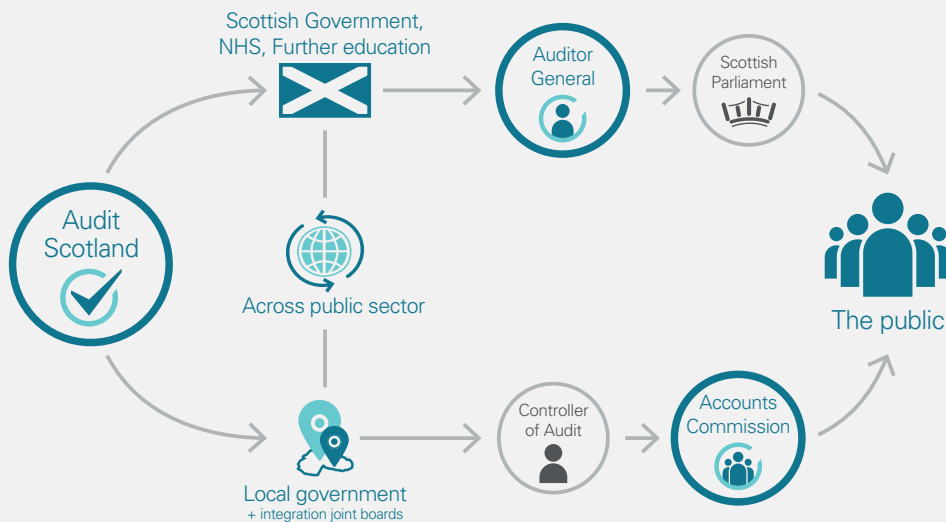 Scottish Government,
NHS, Further education
Auditor
General
Scottish
Parliament
Audit
Scotland
Across public sector
The public
Local government
+ integration joint boards
Controller
of Audit
Accounts
Commission